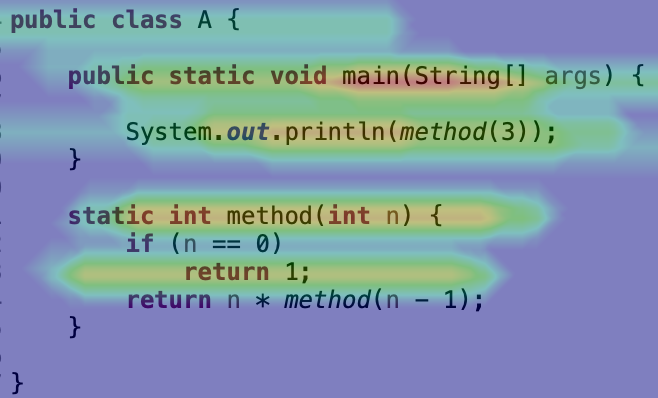 public class A {
public static void main(String[] args) {
System.out.println(method(3));
}
static int method(int n) {
if (n == 0)
return 1;
return n * method(n - 1);
}
}